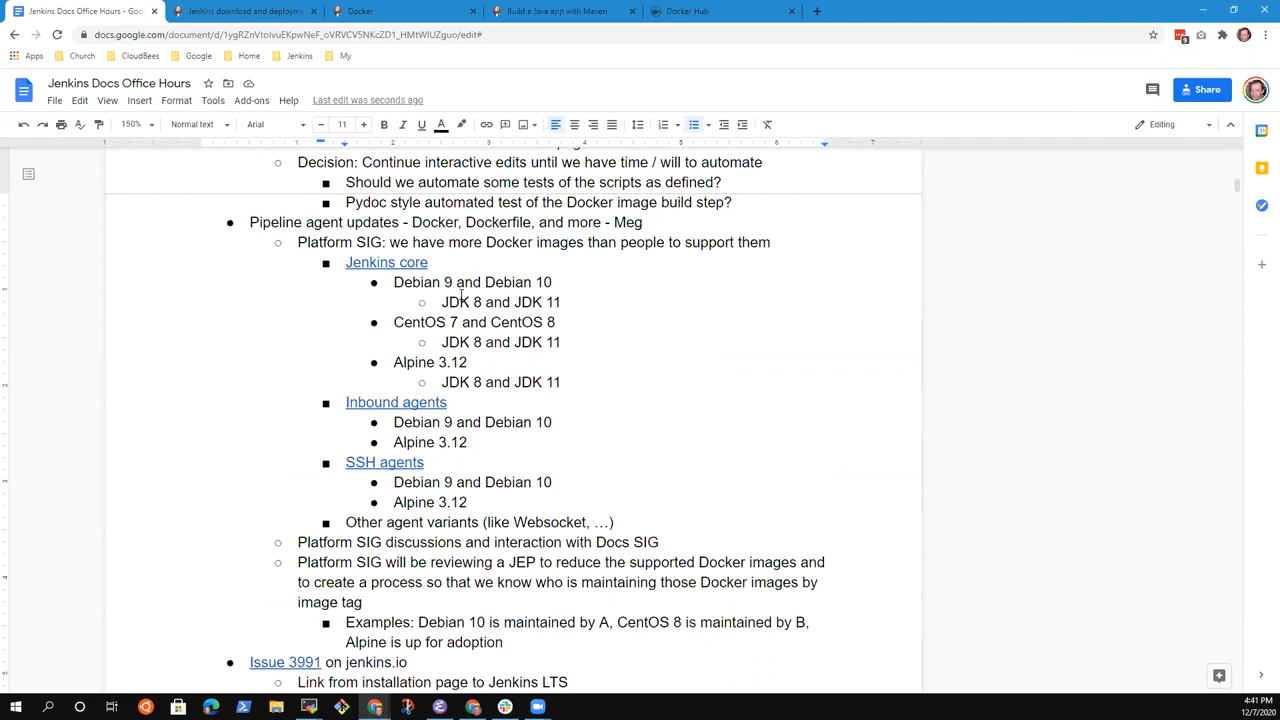 Jenkins Docs Office Hours - Goo
Jenkins download and deployme
Docker
Build a Java app with Maven
Docker Hub
docs.google.com/document/d/1ygRZnVtoIvuEKpwNeF_oVRVCV5NKcZD1_HMtWIUZguo/edit#
Apps
Church
CloudBees
Google
Home
Jenkins
My
Jenkins Docs Office Hours
Share
File Edit View Insert Format Tools Add-ons Help Last edit was seconds ago
150% Normal text Arial 11 Editing
1 1 2 3 4 5 6 7
Decision: Continue interactive edits until we have time / will to automate
Should we automate some tests of the scripts as defined?
Pydoc style automated test of the Docker image build step?
Pipeline agent updates - Docker, Dockerfile, and more - Meg
Platform SIG: we have more Docker images than people to support them
Jenkins core
Debian 9 and Debian 10
JDK 8 and JDK 11
CentOS 7 and CentOS 8
JDK 8 and JDK 11
Alpine 3.12
JDK 8 and JDK 11
Inbound agents
Debian 9 and Debian 10
Alpine 3.12
SSH agents
Debian 9 and Debian 10
Alpine 3.12
Other agent variants (like Websocket, …)
Platform SIG discussions and interaction with Docs SIG
Platform SIG will be reviewing a JEP to reduce the supported Docker images and
to create a process so that we know who is maintaining those Docker images by
image tag
Examples: Debian 10 is maintained by A, CentOS 8 is maintained by B,
Alpine is up for adoption
Issue 3991 on jenkins.io
Link from installation page to Jenkins LTS
4:41 PM
12/7/2020